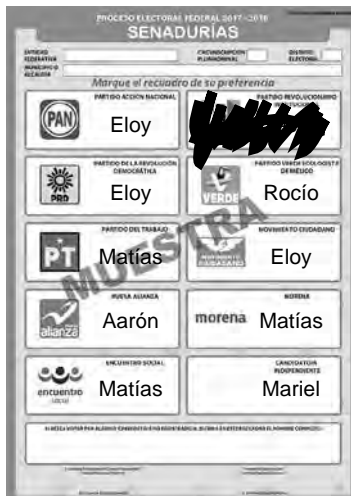 PROCESO ELECTORAL FEDERAL 2017-2018
SENADURÍAS
ENTIDAD FEDERATIVA
CIRCUNSCRIPCIÓN PLURINOMINAL
DISTRITO ELECTORAL
MUNICIPIO O ALCALDÍA
Marque el recuadro de su preferencia
PARTIDO ACCIÓN NACIONAL
PAN
Eloy
PARTIDO REVOLUCIONARIO
PARTIDO DE LA REVOLUCIÓN
DEMOCRÁTICA
PRD
Eloy
PARTIDO VERDE ECOLOGISTA
DE MÉXICO
VERDE
Rocío
PARTIDO DEL TRABAJO
PT
Matías
MOVIMIENTO CIUDADANO
MOVIMIENTO
CIUDADANO
Eloy
MUESTRA
NUEVA ALIANZA
alianza
Aarón
MORENA
morena
Matías
ENCUENTRO SOCIAL
encuentro
social
Matías
CANDIDATO/A
INDEPENDIENTE
Mariel